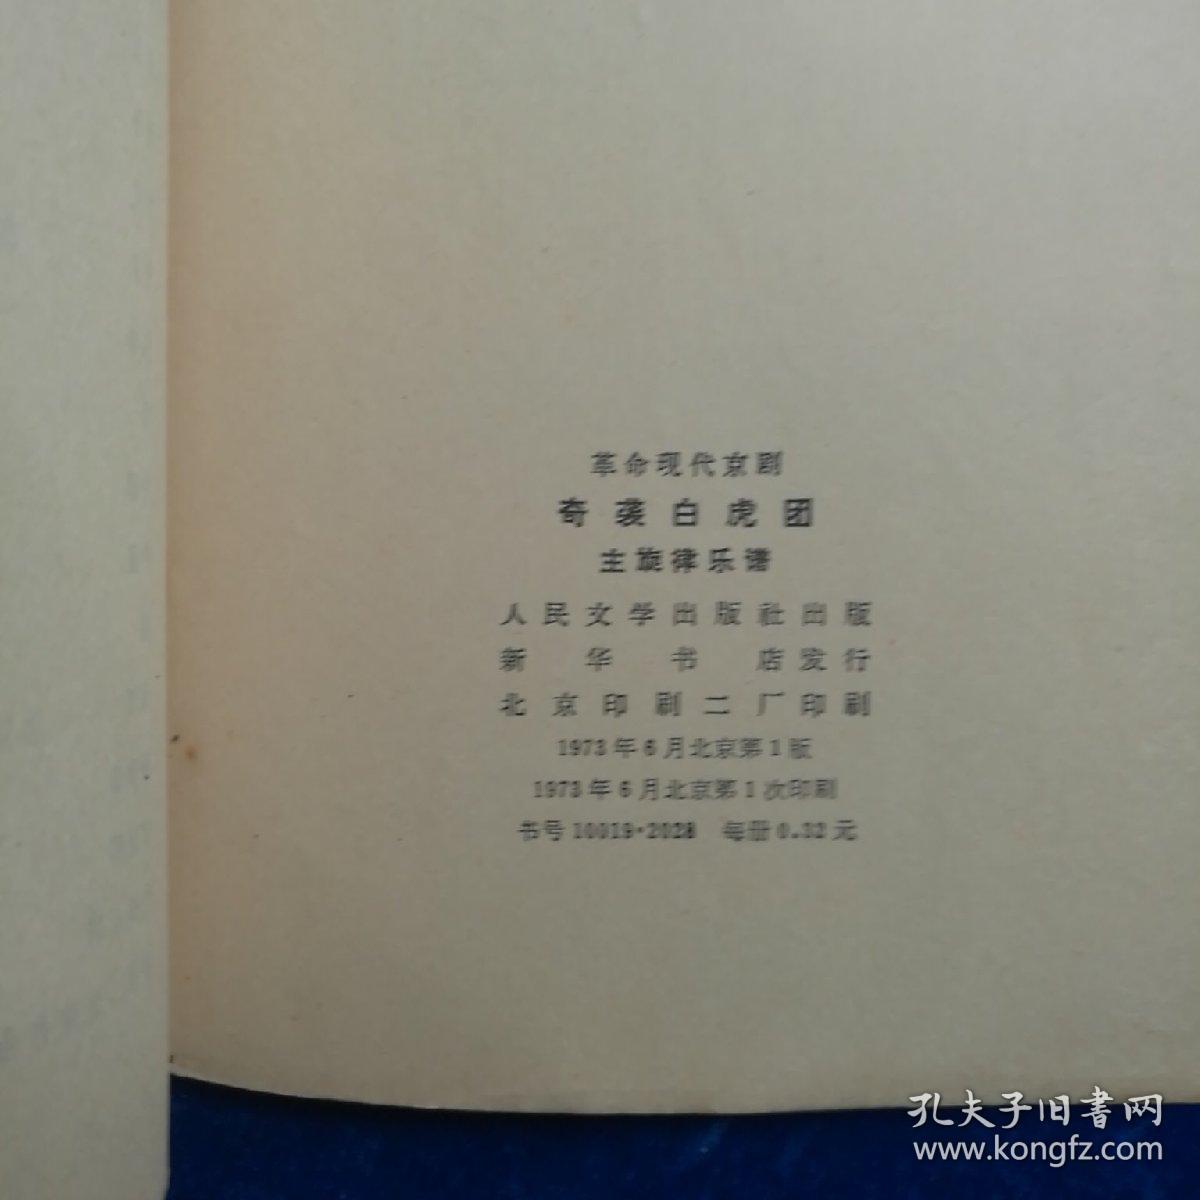 革命现代京剧
奇袭白虎团
主旋律乐谱
人民文学出版社出版
新华书店发行
北京印刷二厂印刷
1973年6月北京第1版
1973年6月北京第1次印刷
书号10019·2028 每册0.32元
孔夫子旧書网
www.kongfz.com